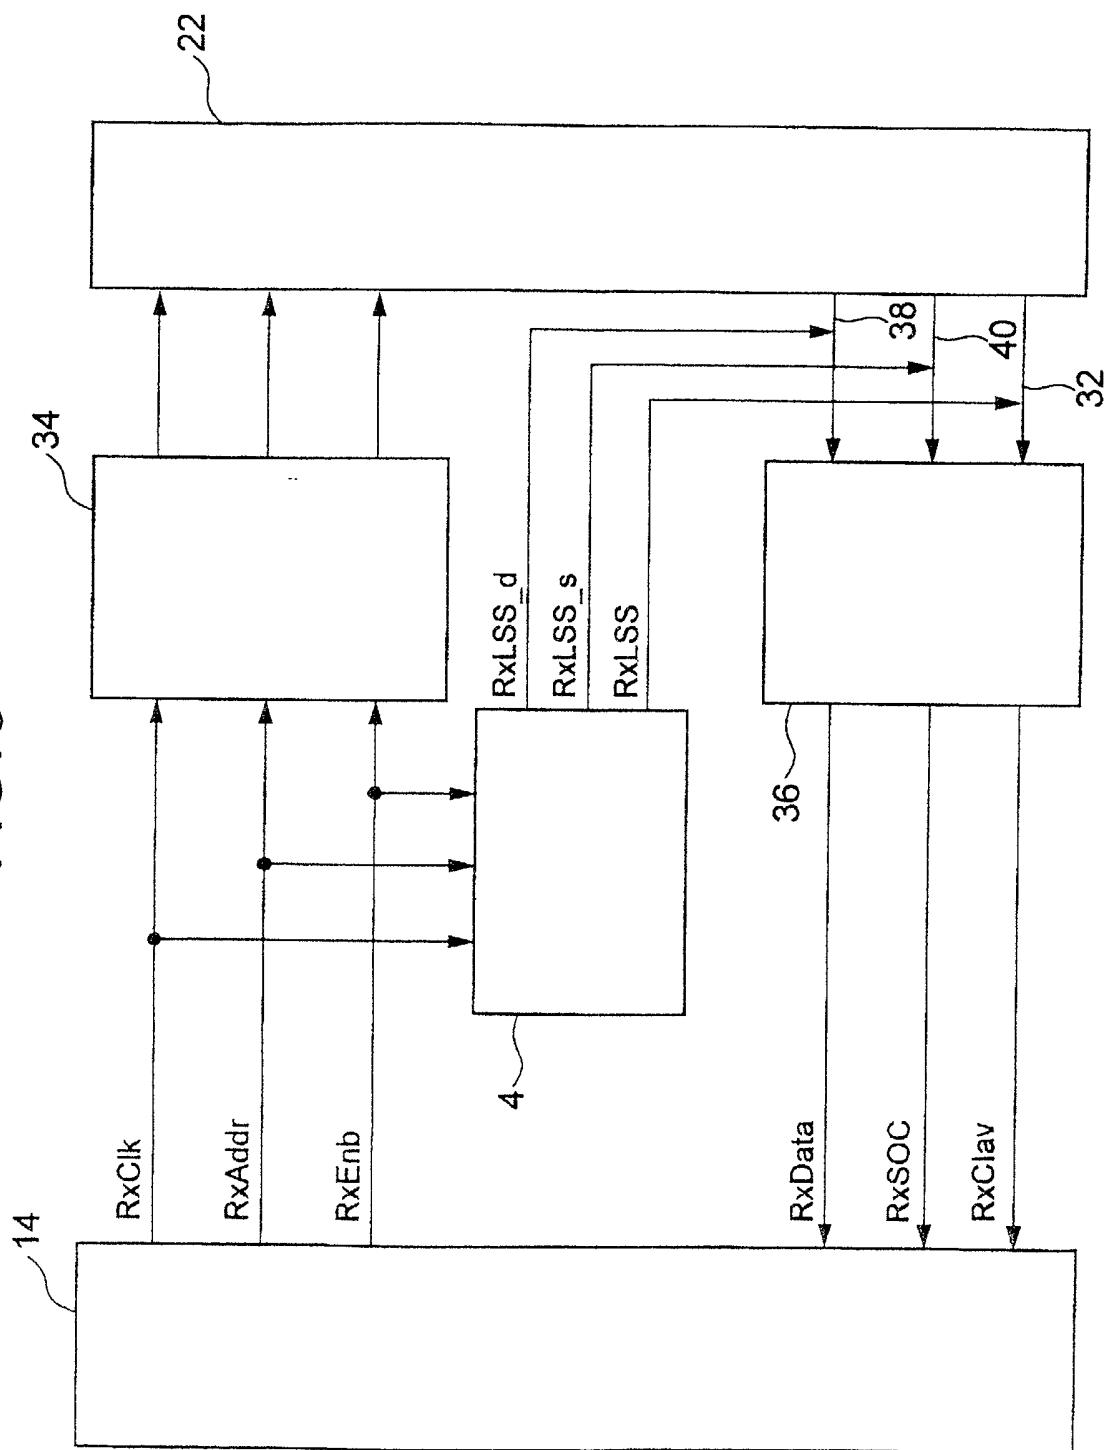 22
34
38
40
32
RxLSS_d
RxLSS_s
RxLSS
36
4
RxClk
RxAddr
RxEnb
RxData
RxSOC
RxClav
14